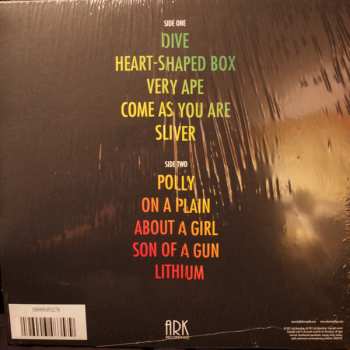 SIDE ONE
DIVE
HEART-SHAPED BOX
VERY APE
COME AS YOU ARE
SLIVER
SIDE TWO
POLLY
ON A PLAIN
ABOUT A GIRL
SON OF A GUN
LITHIUM
ARK